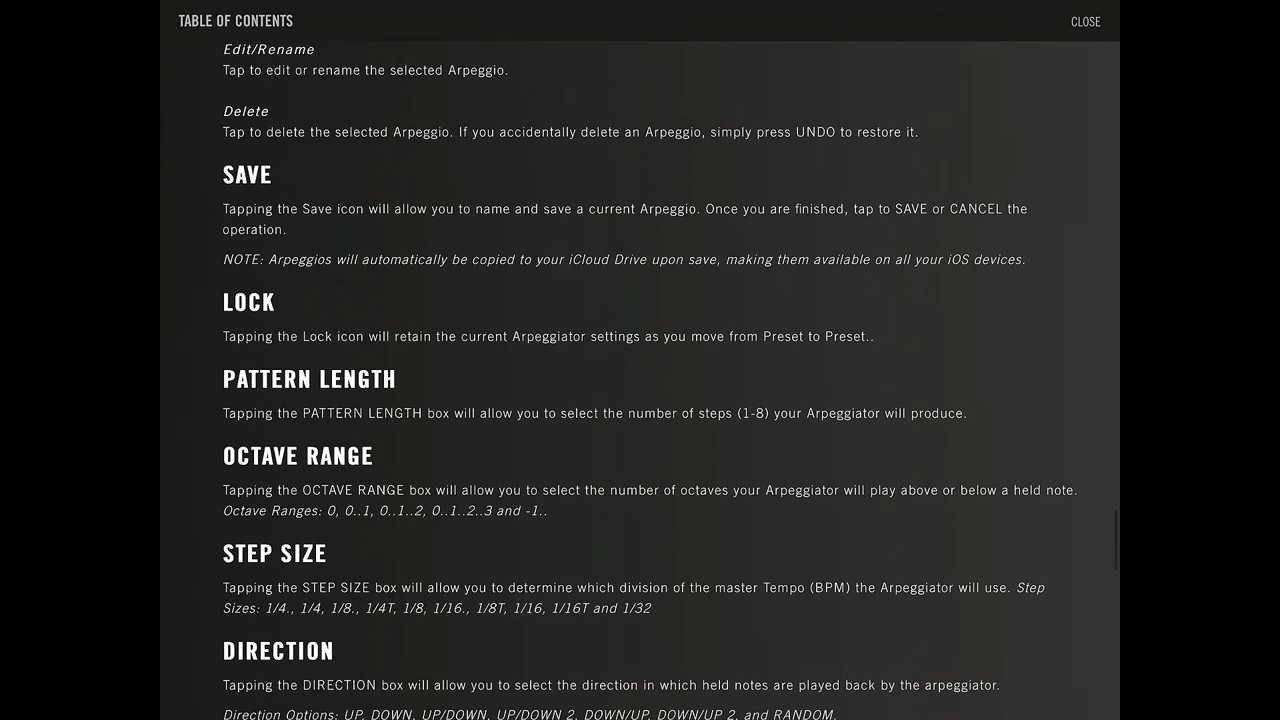 TABLE OF CONTENTS
CLOSE
Edit/Rename
Tap to edit or rename the selected Arpeggio.
Delete
Tap to delete the selected Arpeggio. If you accidentally delete an Arpeggio, simply press UNDO to restore it.
SAVE
Tapping the Save icon will allow you to name and save a current Arpeggio. Once you are finished, tap to SAVE or CANCEL the
operation.
NOTE: Arpeggios will automatically be copied to your iCloud Drive upon save, making them available on all your iOS devices.
LOCK
Tapping the Lock icon will retain the current Arpeggiator settings as you move from Preset to Preset..
PATTERN LENGTH
Tapping the PATTERN LENGTH box will allow you to select the number of steps (1-8) your Arpeggiator will produce.
OCTAVE RANGE
Tapping the OCTAVE RANGE box will allow you to select the number of octaves your Arpeggiator will play above or below a held note.
Octave Ranges: 0, 0..1, 0..1..2, 0..1..2..3 and -1..
STEP SIZE
Tapping the STEP SIZE box will allow you to determine which division of the master Tempo (BPM) the Arpeggiator will use. Step
Sizes: 1/4., 1/4, 1/8., 1/4T, 1/8, 1/16., 1/8T, 1/16, 1/16T and 1/32
DIRECTION
Tapping the DIRECTION box will allow you to select the direction in which held notes are played back by the arpeggiator.
Direction Options: UP, DOWN, UP/DOWN, UP/DOWN 2, DOWN/UP, DOWN/UP 2, and RANDOM.